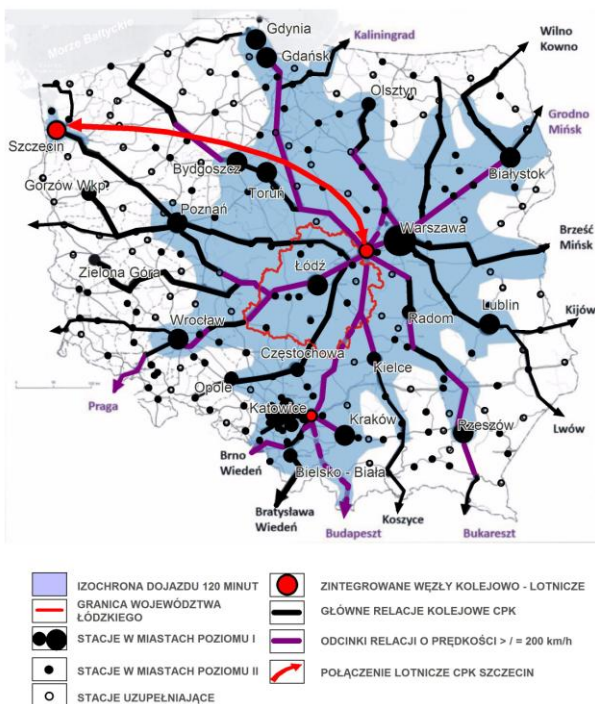 Morze Bałtyckie
Gdynia
Gdańsk
Kaliningrad
Wilno
Kowno
Olsztyn
Grodno
Mińsk
Szczecin
Bydgoszcz
Białystok
Gorzów Wkp.
Toruń
Poznań
Warszawa
Brześć
Mińsk
Zielona Góra
Łódź
Lublin
Kijów
Wrocław
Radom
Częstochowa
Opole
Kielce
Praga
Katowice
Kraków
Rzeszów
Lwów
Brno
Wiedeń
Bielsko - Biała
Bratysława
Wiedeń
Koszyce
Budapeszt
Bukareszt
IZOCHRONA DOJAZDU 120 MINUT
GRANICA WOJEWÓDZTWA
ŁÓDZKIEGO
STACJE W MIASTACH POZIOMU I
STACJE W MIASTACH POZIOMU II
STACJE UZUPEŁNIAJĄCE
ZINTEGROWANE WĘZŁY KOLEJOWO - LOTNICZE
GŁÓWNE RELACJE KOLEJOWE CPK
ODCINKI RELACJI O PRĘDKOŚCI > / = 200 km/h
POŁĄCZENIE LOTNICZE CPK SZCZECIN